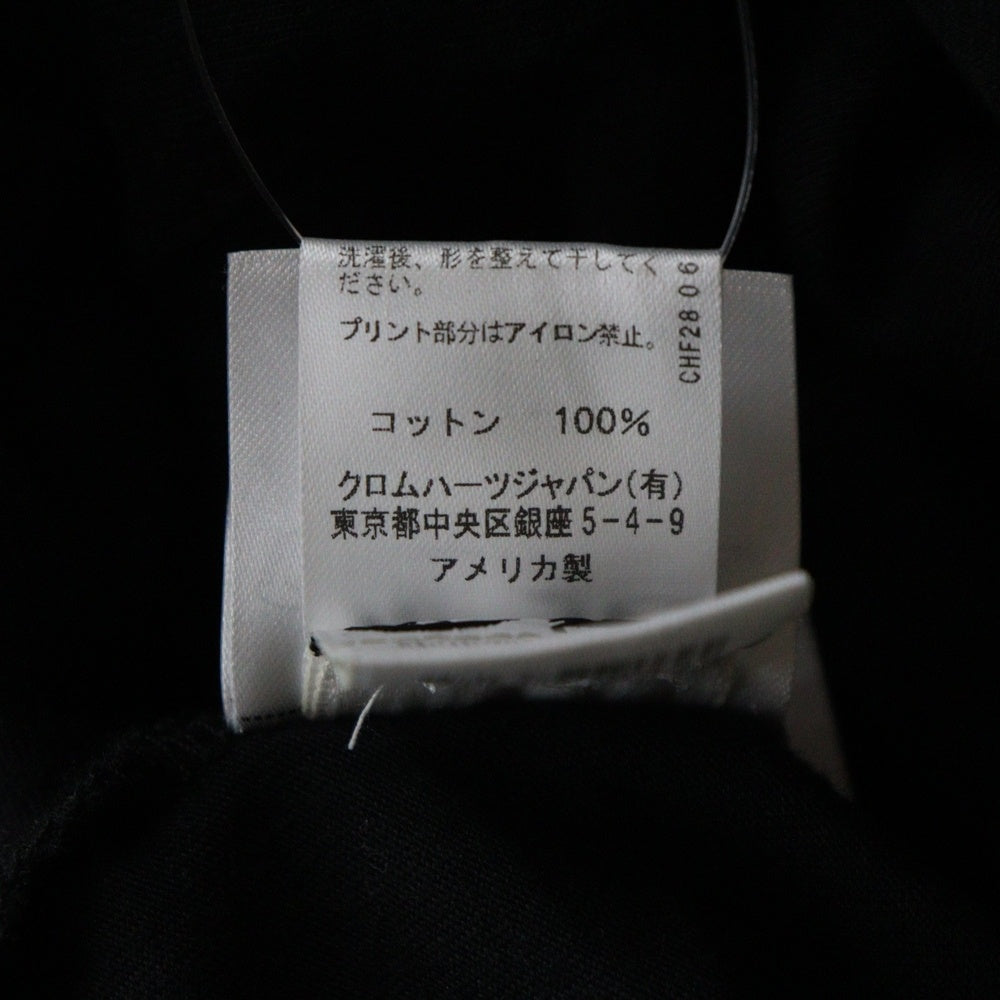 洗濯後、形を整えて干してく
ださい。
プリント部分はアイロン禁止。
CHF2806
コットン 100%
クロムハーツジャパン(有)
東京都中央区銀座5-4-9
アメリカ製